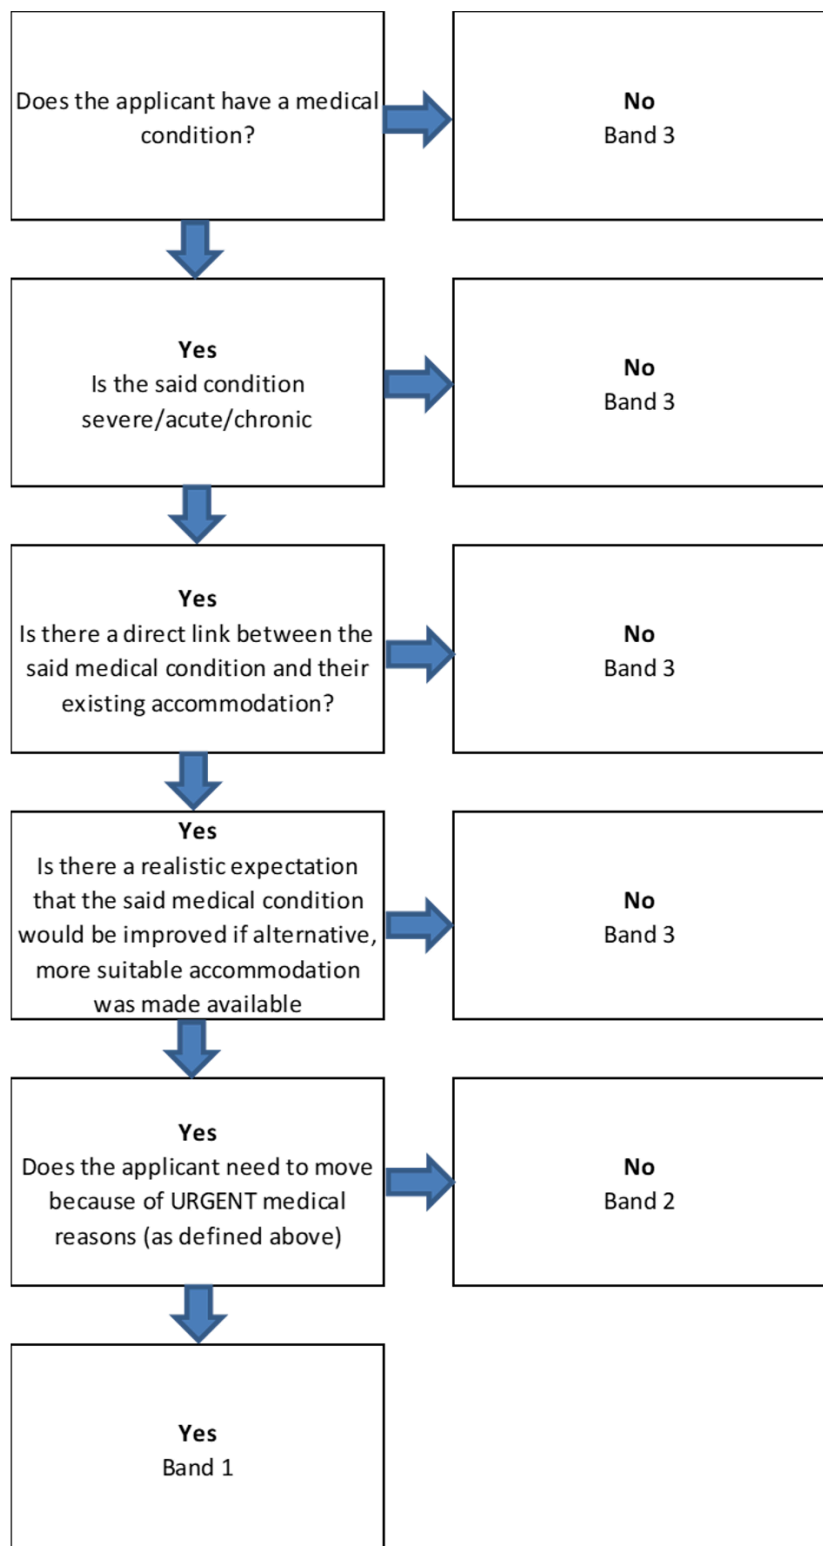 Does the applicant have a medical
condition?
No
Band 3
Yes
Is the said condition
severe/acute/chronic
No
Band 3
Yes
Is there a direct link between the
said medical condition and their
existing accommodation?
No
Band 3
Yes
Is there a realistic expectation
that the said medical condition
would be improved if alternative,
more suitable accommodation
was made available
No
Band 3
Yes
Does the applicant need to move
because of URGENT medical
reasons (as defined above)
No
Band 2
Yes
Band 1